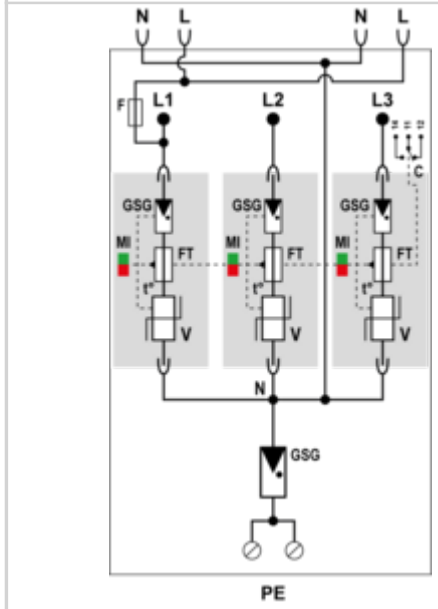 N L N L
F L1 L2 L3
14 11 12
C
GSG GSG GSG
MI FT MI FT MI FT
t° t° t°
V V V
N
GSG
PE